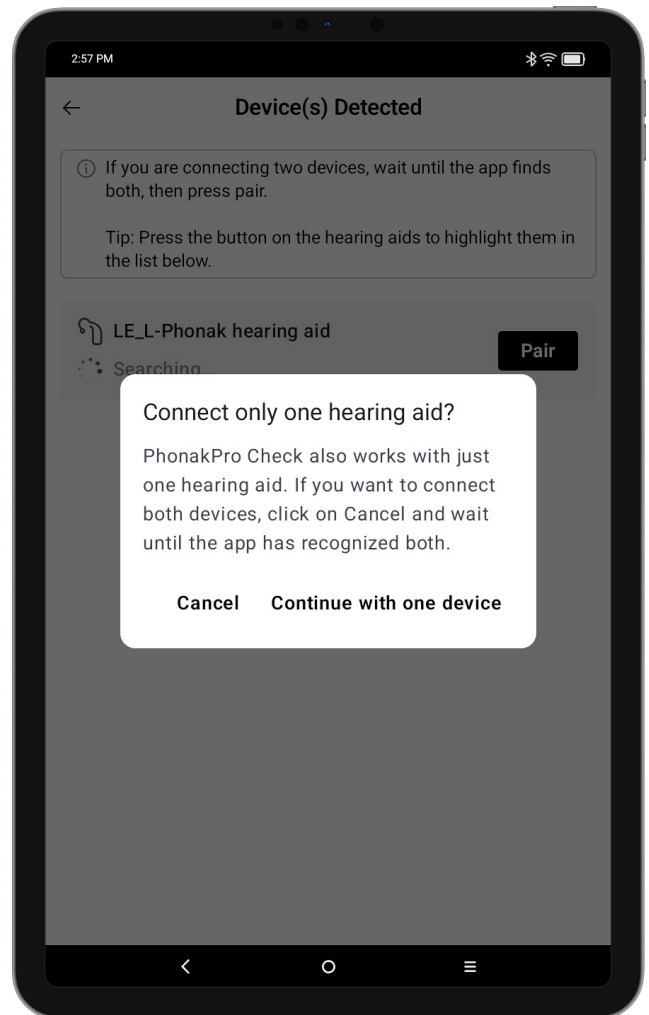 2:57 PM
Device(s) Detected
If you are connecting two devices, wait until the app finds
both, then press pair.
Tip: Press the button on the hearing aids to highlight them in
the list below.
LE_L-Phonak hearing aid
Searching...
Pair
Connect only one hearing aid?
PhonakPro Check also works with just
one hearing aid. If you want to connect
both devices, click on Cancel and wait
until the app has recognized both.
Cancel Continue with one device